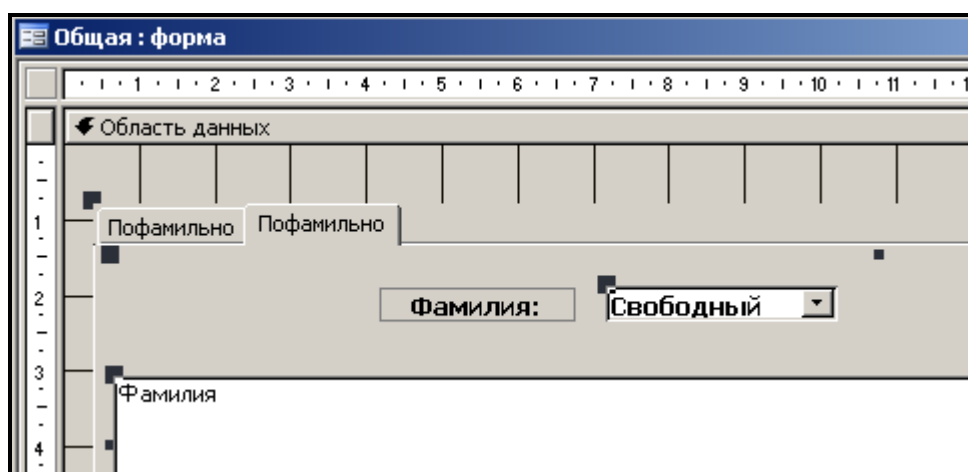 Общая : форма
1 2 3 4 5 6 7 8 9 10 11 1
Область данных
1
Пофамильно Пофамильно
2
Фамилия: Свободный
3
Фамилия
4